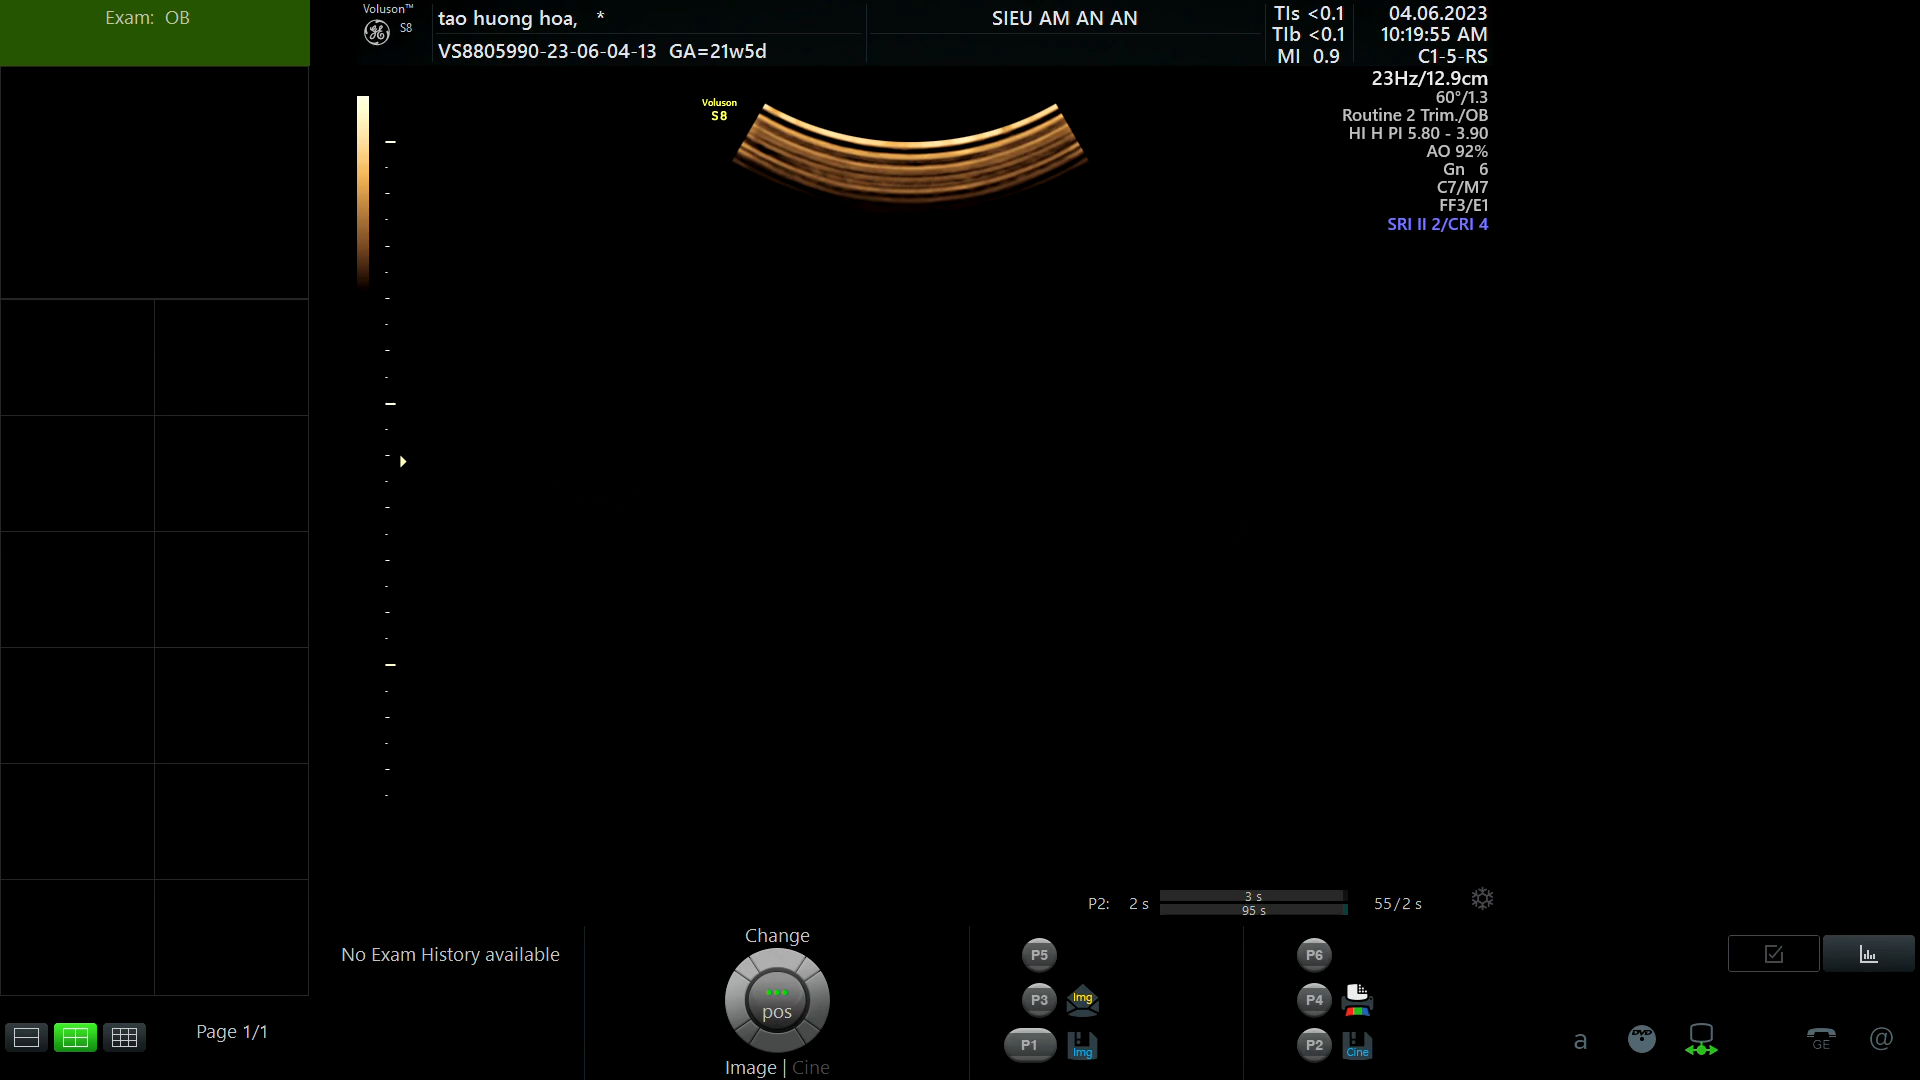 Exam: OB
Voluson™
S8
tao huong hoa, *
VS8805990-23-06-04-13 GA=21w5d
SIEU AM AN AN
TIs <0.1
TIb <0.1
MI 0.9
04.06.2023
10:19:55 AM
C1-5-RS
23Hz/12.9cm
60°/1.3
Routine 2 Trim./OB
HI H PI 5.80 - 3.90
AO 92%
Gn 6
C7/M7
FF3/E1
SRI II 2/CRI 4
Voluson
S8
P2: 2 s
3 s
95 s
55/2 s
No Exam History available
Change
pos
Image | Cine
P5
P3 Img
P1 Img
P6
P4
P2 Cine
Page 1/1
a
DVD
GE
@